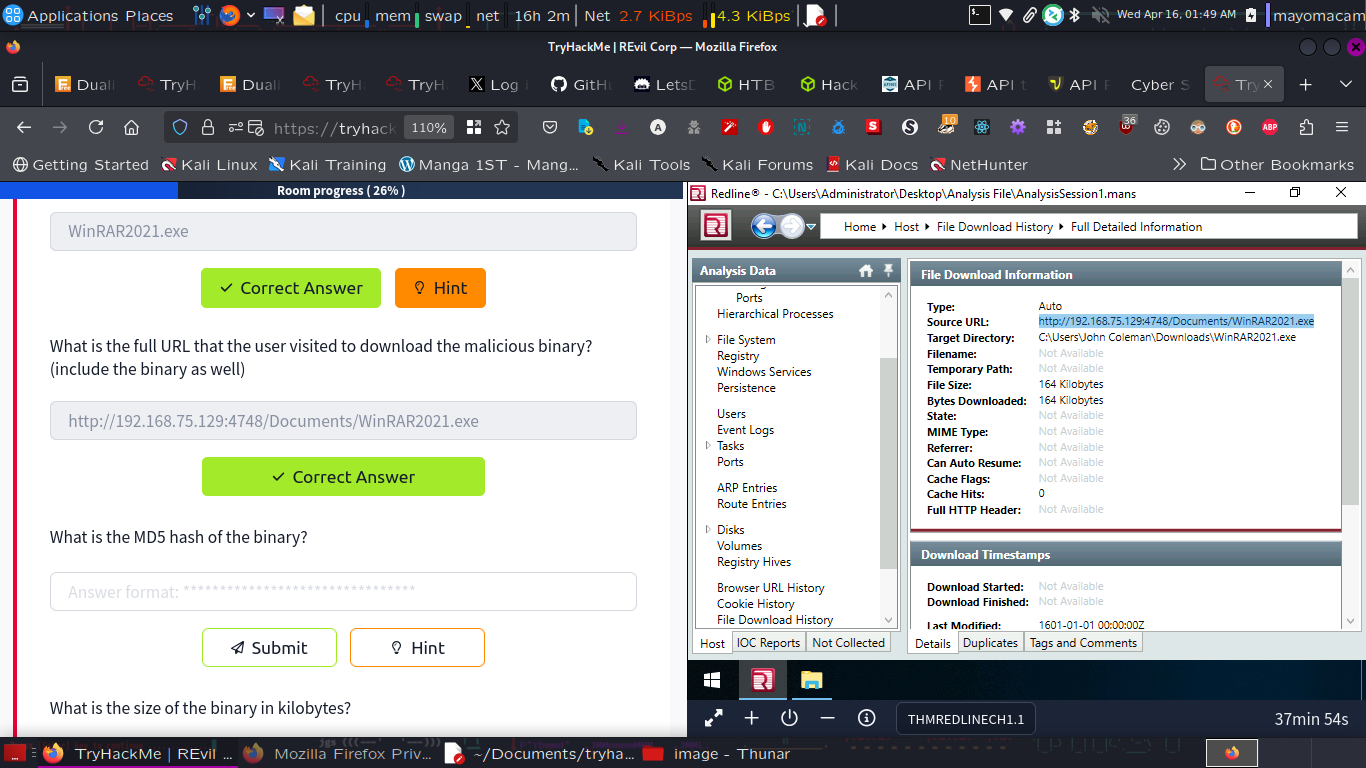 Applications Places
cpu mem swap net 16h 2m Net 2.7 KiBps 4.3 KiBps
Wed Apr 16, 01:49 AM mayomacam
TryHackMe | REvil Corp — Mozilla Firefox
Duall TryH Duall TryH TryH Log GitHu LetsD HTB Hack API API t API Cyber S Try
https://tryhack 110% 10 36 ABP
Getting Started Kali Linux Kali Training Manga 1ST - Mang... Kali Tools Kali Forums Kali Docs NetHunter Other Bookmarks
Room progress ( 26% )
WinRAR2021.exe
Correct Answer Hint
What is the full URL that the user visited to download the malicious binary?
(include the binary as well)
http://192.168.75.129:4748/Documents/WinRAR2021.exe
Correct Answer
What is the MD5 hash of the binary?
Answer format: ********************************
Submit Hint
What is the size of the binary in kilobytes?
Redline® - C:\Users\Administrator\Desktop\Analysis File\AnalysisSession1.mans
Home Host File Download History Full Detailed Information
Analysis Data
Ports
Hierarchical Processes
File System
Registry
Windows Services
Persistence
Users
Event Logs
Tasks
Ports
ARP Entries
Route Entries
Disks
Volumes
Registry Hives
Browser URL History
Cookie History
File Download History
Host IOC Reports Not Collected
File Download Information
Type: Auto
Source URL: http://192.168.75.129:4748/Documents/WinRAR2021.exe
Target Directory: C:\Users\John Coleman\Downloads\WinRAR2021.exe
Filename: Not Available
Temporary Path: Not Available
File Size: 164 Kilobytes
Bytes Downloaded: 164 Kilobytes
State: Not Available
MIME Type: Not Available
Referrer: Not Available
Can Auto Resume: Not Available
Cache Flags: Not Available
Cache Hits: 0
Full HTTP Header: Not Available
Download Timestamps
Download Started: Not Available
Download Finished: Not Available
Last Modified: 1601-01-01 00:00:00Z
Details Duplicates Tags and Comments
THMREDLINECH1.1 37min 54s
TryHackMe | REvil ... Mozilla Firefox Priv... ~/Documents/tryha... image - Thunar